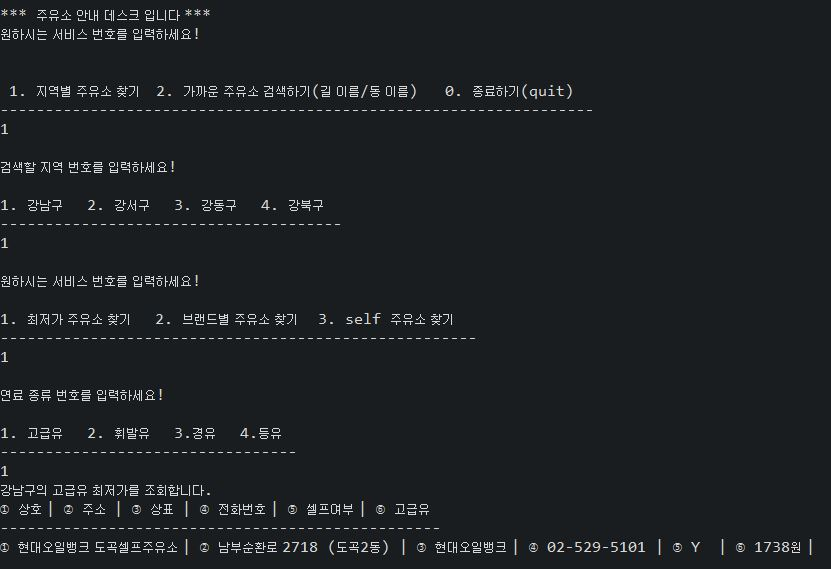 *** 주유소 안내 데스크 입니다 ***
원하시는 서비스 번호를 입력하세요!
1. 지역별 주유소 찾기 2. 가까운 주유소 검색하기(길 이름/동 이름) 0. 종료하기(quit)
------------------------------------------------------------------
1
검색할 지역 번호를 입력하세요!
1. 강남구 2. 강서구 3. 강동구 4. 강북구
--------------------------------------
1
원하시는 서비스 번호를 입력하세요!
1. 최저가 주유소 찾기 2. 브랜드별 주유소 찾기 3. self 주유소 찾기
-----------------------------------------------------
1
연료 종류 번호를 입력하세요!
1. 고급유 2. 휘발유 3.경유 4.등유
---------------------------------
1
강남구의 고급유 최저가를 조회합니다.
① 상호 | ② 주소 | ③ 상표 | ④ 전화번호 | ⑤ 셀프여부 | ⑥ 고급유
-------------------------------------------------
① 현대오일뱅크 도곡셀프주유소 | ② 남부순환로 2718 (도곡2동) | ③ 현대오일뱅크 | ④ 02-529-5101 | ⑤ Y | ⑥ 1738원 |